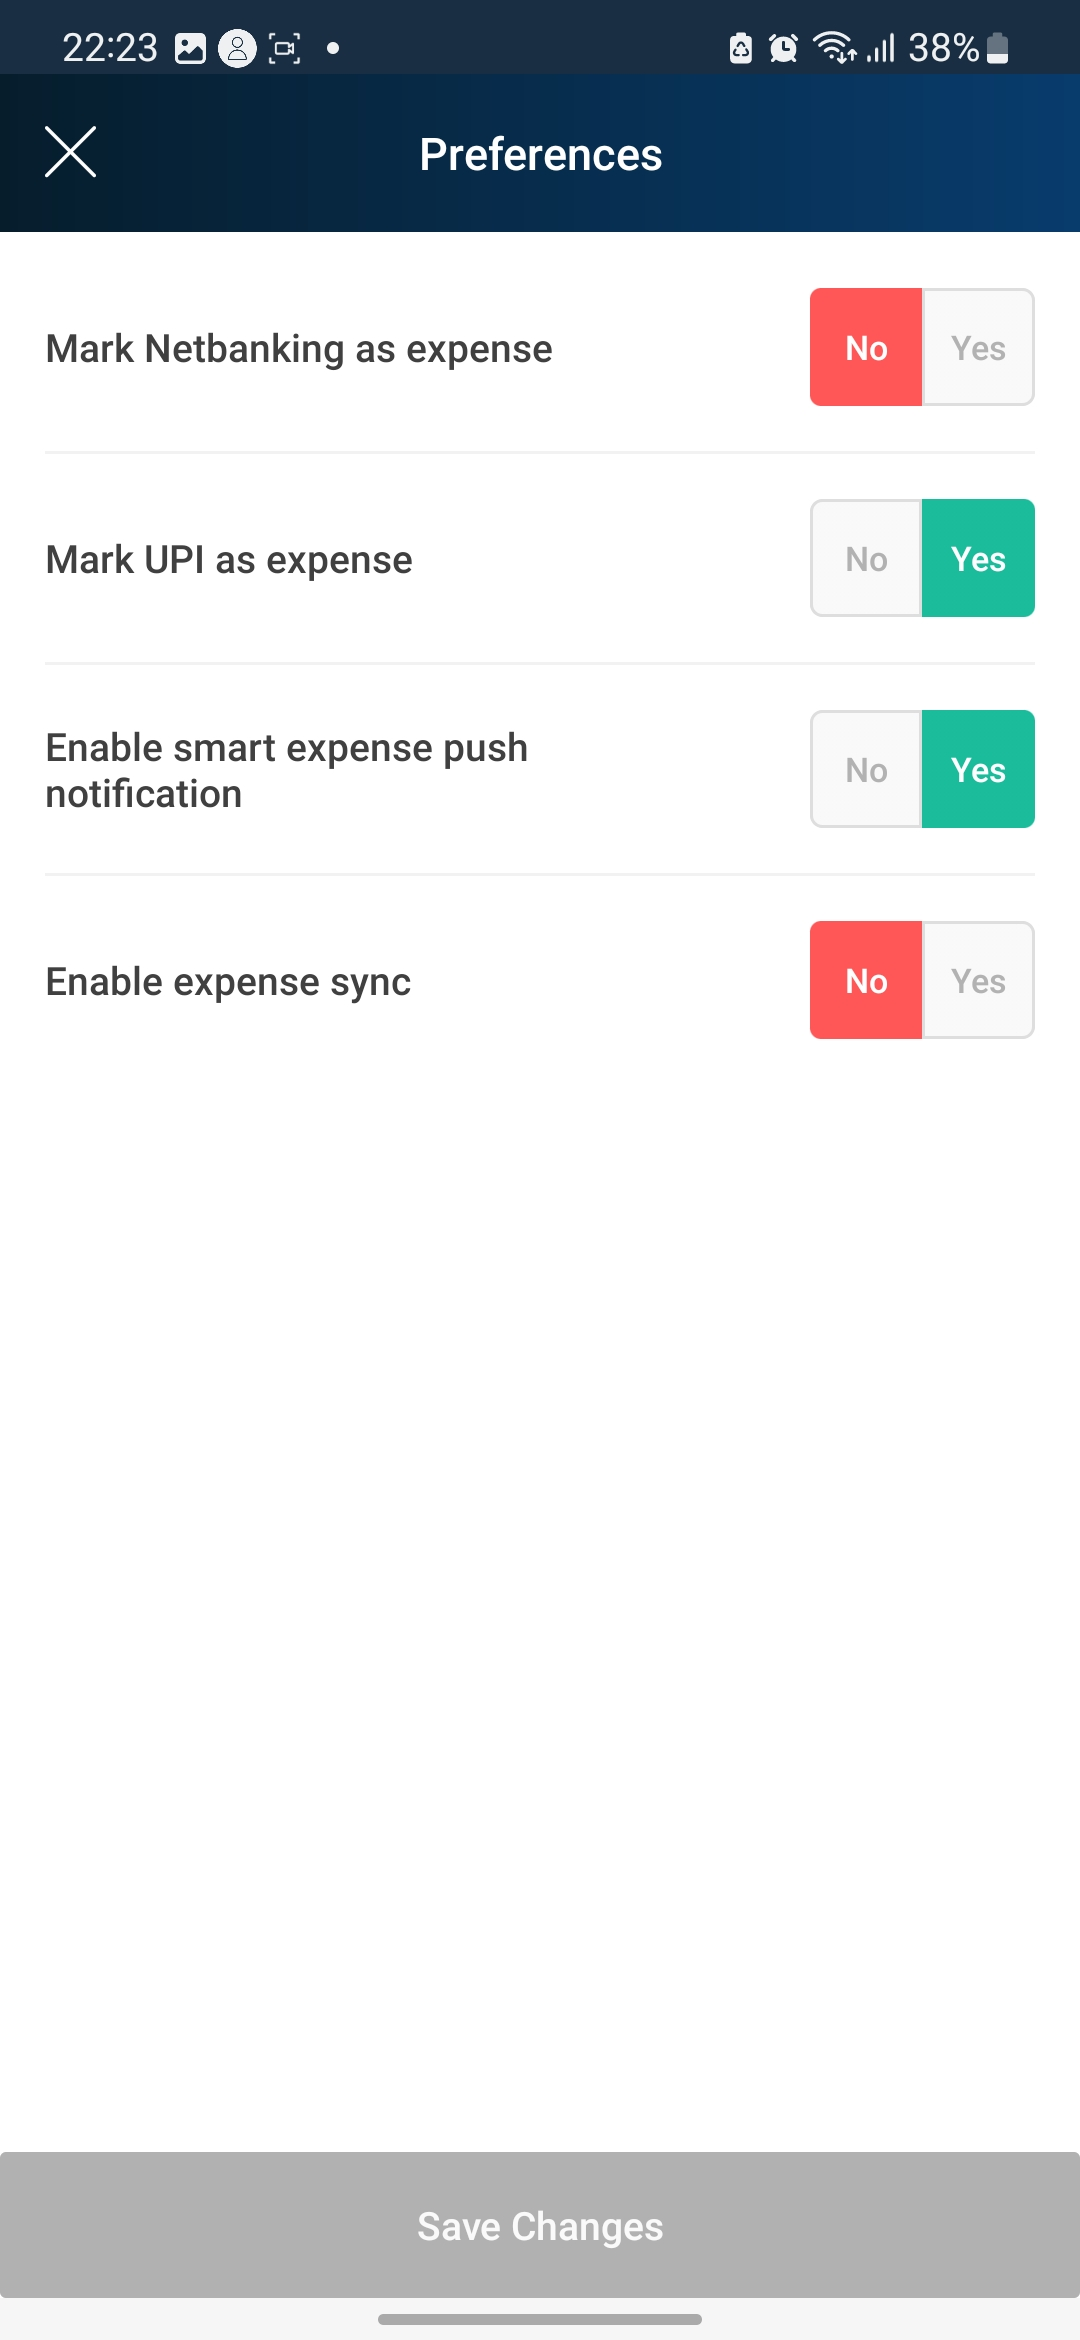 22:23 38%
Preferences
Mark Netbanking as expense No Yes
Mark UPI as expense No Yes
Enable smart expense push
notification No Yes
Enable expense sync No Yes
Save Changes